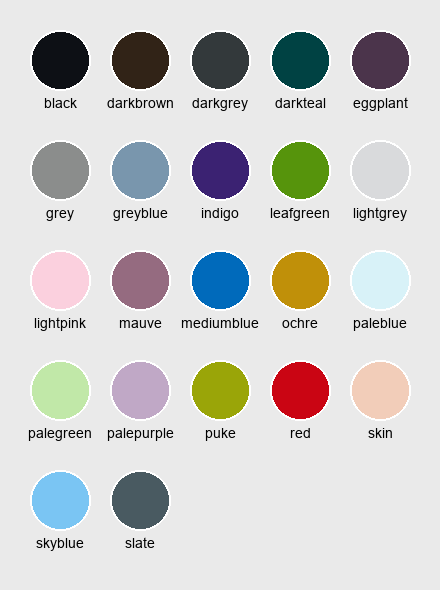 black darkbrown darkgrey darkteal eggplant
grey greyblue indigo leafgreen lightgrey
lightpink mauve mediumblue ochre paleblue
palegreen palepurple puke red skin
skyblue slate